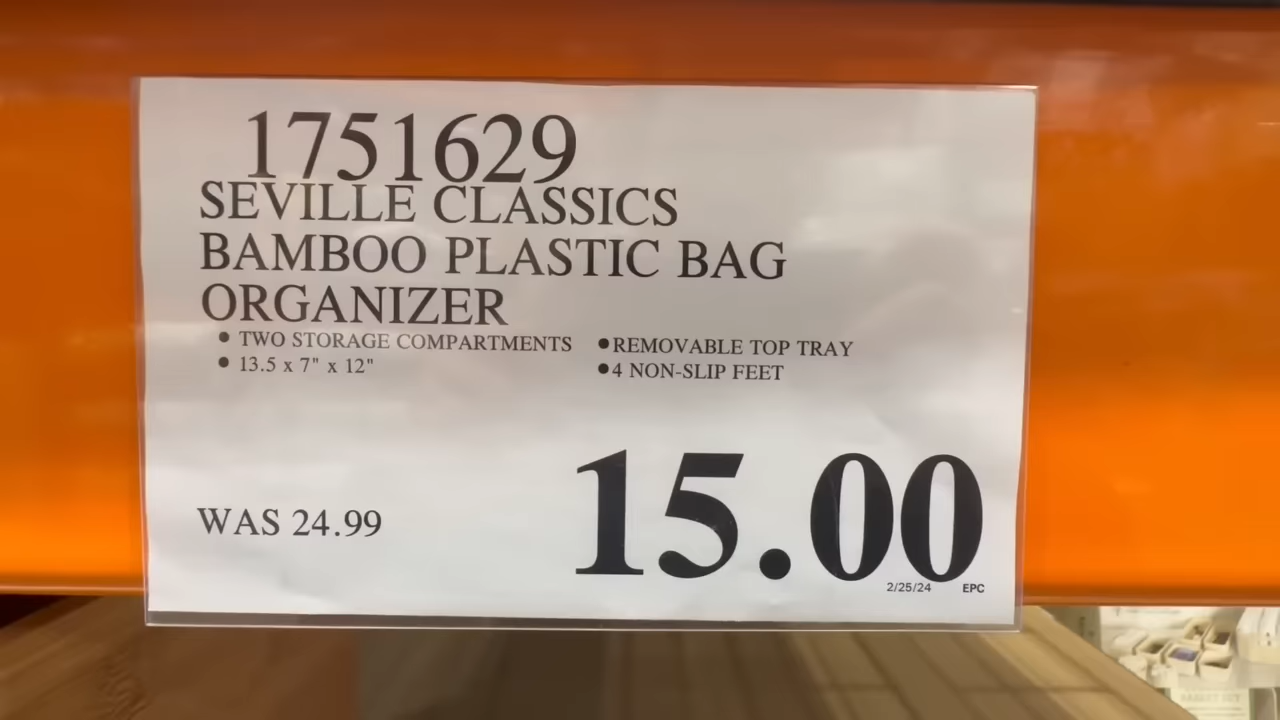 1751629
SEVILLE CLASSICS
BAMBOO PLASTIC BAG
ORGANIZER
● TWO STORAGE COMPARTMENTS ●REMOVABLE TOP TRAY
● 13.5 x 7" x 12" ●4 NON-SLIP FEET
WAS 24.99
15.00
2/25/24 EPC